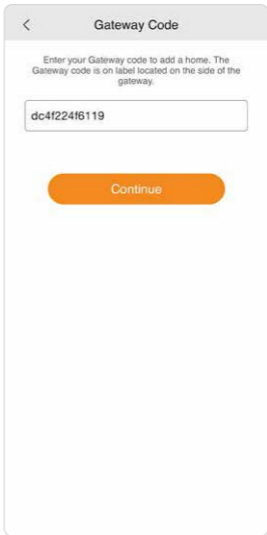 Gateway Code
Enter your Gateway code to add a home. The
Gateway code is on label located on the side of the
gateway.
dc4f224f6119
Continue